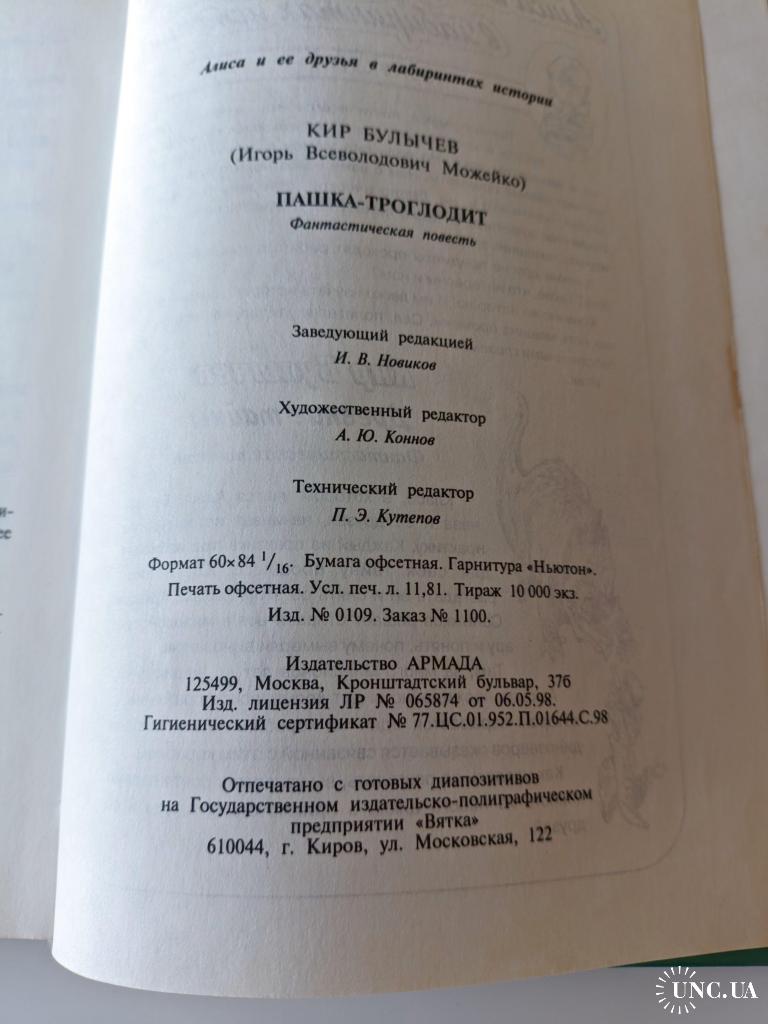 Алиса и ее друзья в лабиринтах истории
КИР БУЛЫЧЕВ
(Игорь Всеволодович Можейко)
ПАШКА-ТРОГЛОДИТ
Фантастическая повесть
Заведующий редакцией
И. В. Новиков
Художественный редактор
А. Ю. Коннов
Технический редактор
П. Э. Кутепов
Формат 60×84 1/16. Бумага офсетная. Гарнитура «Ньютон».
Печать офсетная. Усл. печ. л. 11,81. Тираж 10 000 экз.
Изд. № 0109. Заказ № 1100.
Издательство АРМАДА
125499, Москва, Кронштадтский бульвар, 37б
Изд. лицензия ЛР № 065874 от 06.05.98.
Гигиенический сертификат № 77.ЦС.01.952.П.01644.С.98
Отпечатано с готовых диапозитивов
на Государственном издательско-полиграфическом
предприятии «Вятка»
610044, г. Киров, ул. Московская, 122
UNC.UA